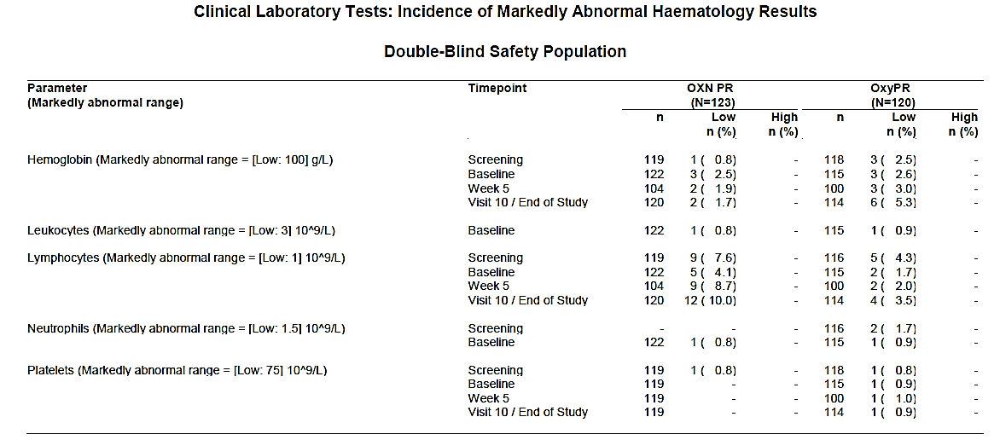 Clinical Laboratory Tests: Incidence of Markedly Abnormal Haematology Results
Double-Blind Safety Population
Parameter Timepoint OXN PR OxyPR
(Markedly abnormal range) (N=123) (N=120)
n Low High n Low High
n (%) n (%) n (%) n (%)
Hemoglobin (Markedly abnormal range = [Low: 100] g/L) Screening 119 1 ( 0.8) - 118 3 ( 2.5) -
Baseline 122 3 ( 2.5) - 115 3 ( 2.6) -
Week 5 104 2 ( 1.9) - 100 3 ( 3.0) -
Visit 10 / End of Study 120 2 ( 1.7) - 114 6 ( 5.3) -
Leukocytes (Markedly abnormal range = [Low: 3] 10^9/L) Baseline 122 1 ( 0.8) - 115 1 ( 0.9) -
Lymphocytes (Markedly abnormal range = [Low: 1] 10^9/L) Screening 119 9 ( 7.6) - 116 5 ( 4.3) -
Baseline 122 5 ( 4.1) - 115 2 ( 1.7) -
Week 5 104 9 ( 8.7) - 100 2 ( 2.0) -
Visit 10 / End of Study 120 12 ( 10.0) - 114 4 ( 3.5) -
Neutrophils (Markedly abnormal range = [Low: 1.5] 10^9/L) Screening - - - 116 2 ( 1.7) -
Baseline 122 1 ( 0.8) - 115 1 ( 0.9) -
Platelets (Markedly abnormal range = [Low: 75] 10^9/L) Screening 119 1 ( 0.8) - 118 1 ( 0.8) -
Baseline 119 - - 115 1 ( 0.9) -
Week 5 119 - - 100 1 ( 1.0) -
Visit 10 / End of Study 119 - - 114 1 ( 0.9) -